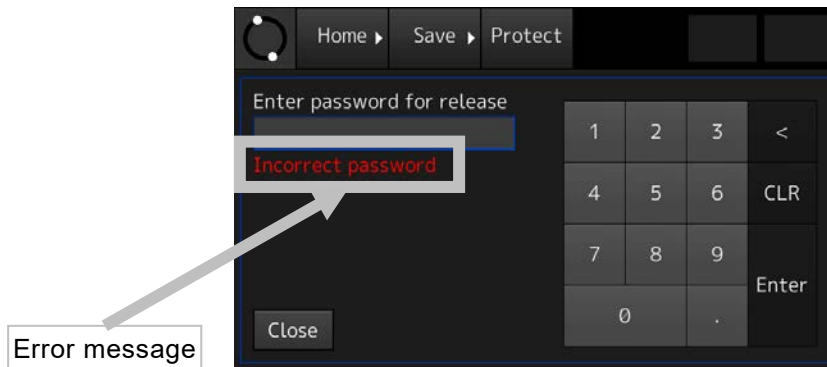 Home ▸ Save ▸ Protect
Enter password for release
1 2 3 <
Incorrect password
4 5 6 CLR
7 8 9
Enter
0 .
Close
Error message